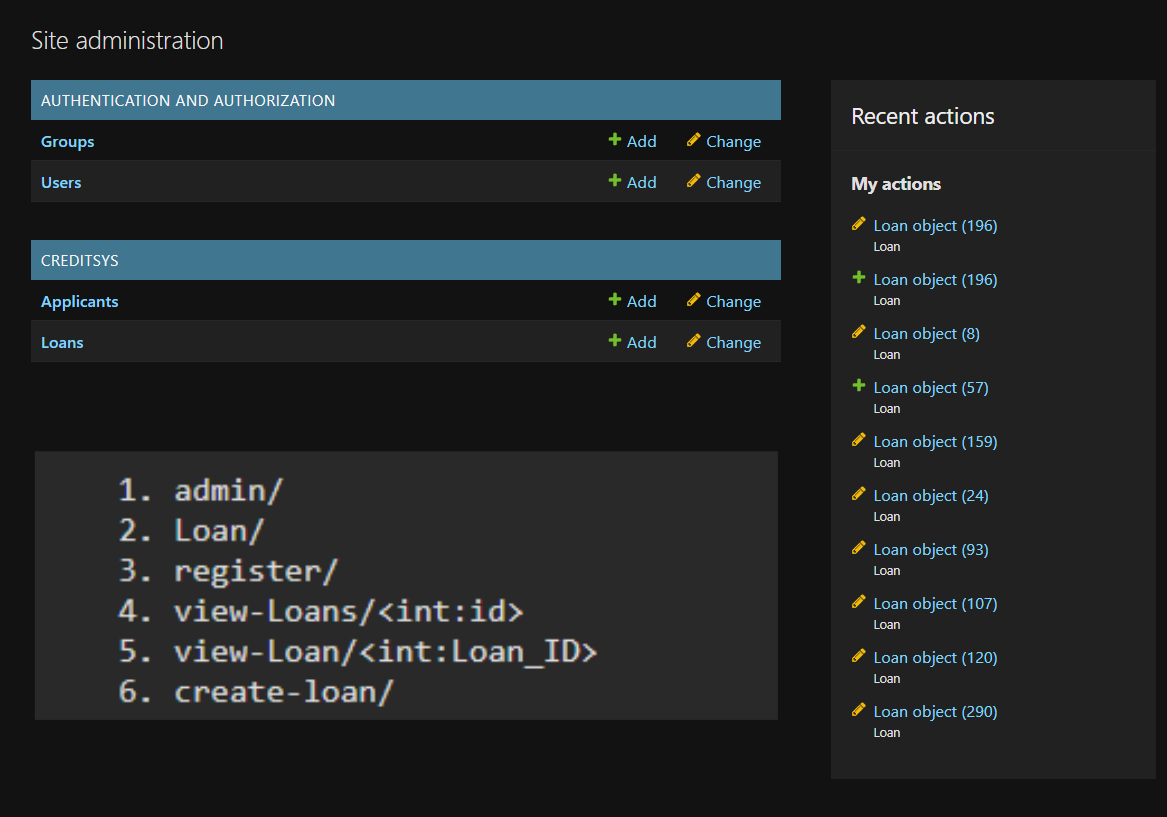 Site administration
AUTHENTICATION AND AUTHORIZATION
Groups Add Change
Users Add Change
CREDITSYS
Applicants Add Change
Loans Add Change
1. admin/
2. Loan/
3. register/
4. view-Loans/<int:id>
5. view-Loan/<int:Loan_ID>
6. create-loan/
Recent actions
My actions
Loan object (196)
Loan
Loan object (196)
Loan
Loan object (8)
Loan
Loan object (57)
Loan
Loan object (159)
Loan
Loan object (24)
Loan
Loan object (93)
Loan
Loan object (107)
Loan
Loan object (120)
Loan
Loan object (290)
Loan